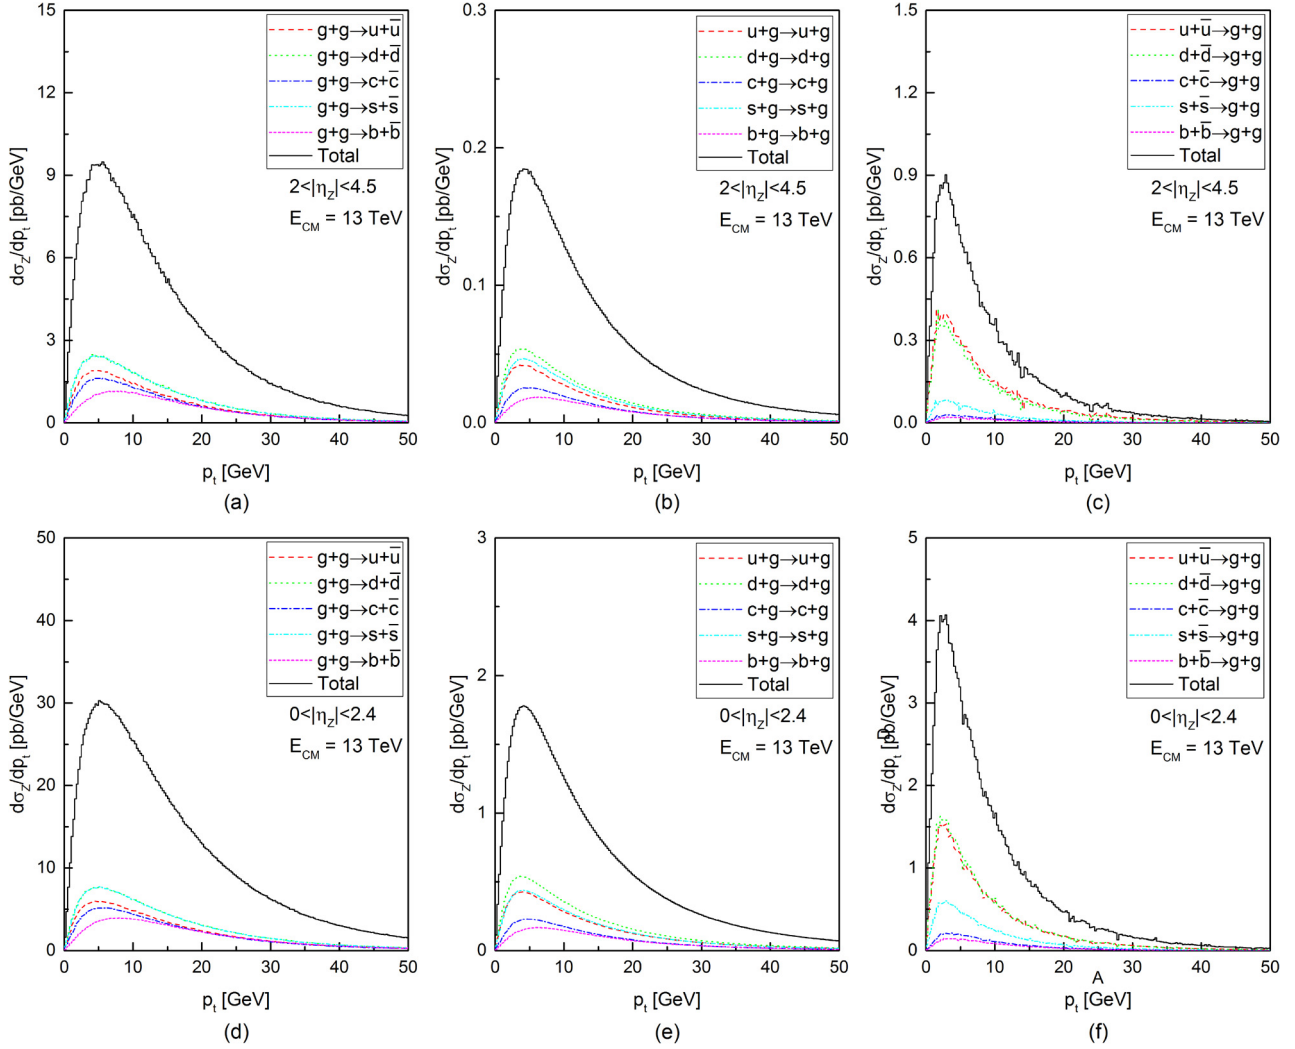 15
12
9
6
3
0
dσ_Z/dp_t [pb/GeV]
g+g→u+u̅
g+g→d+d̅
g+g→c+c̅
g+g→s+s̅
g+g→b+b̅
Total
2<|η_Z|<4.5
E_CM = 13 TeV
0 10 20 30 40 50
p_t [GeV]
(a)
0.3
0.2
0.1
0.0
dσ_Z/dp_t [pb/GeV]
u+g→u+g
d+g→d+g
c+g→c+g
s+g→s+g
b+g→b+g
Total
2<|η_Z|<4.5
E_CM = 13 TeV
0 10 20 30 40 50
p_t [GeV]
(b)
1.5
1.2
0.9
0.6
0.3
0.0
dσ_Z/dp_t [pb/GeV]
u+u̅→g+g
d+d̅→g+g
c+c̅→g+g
s+s̅→g+g
b+b̅→g+g
Total
2<|η_Z|<4.5
E_CM = 13 TeV
0 10 20 30 40 50
p_t [GeV]
(c)
50
40
30
20
10
0
dσ_Z/dp_t [pb/GeV]
g+g→u+u̅
g+g→d+d̅
g+g→c+c̅
g+g→s+s̅
g+g→b+b̅
Total
0<|η_Z|<2.4
E_CM = 13 TeV
0 10 20 30 40 50
p_t [GeV]
(d)
3
2
1
0
dσ_Z/dp_t [pb/GeV]
u+g→u+g
d+g→d+g
c+g→c+g
s+g→s+g
b+g→b+g
Total
0<|η_Z|<2.4
E_CM = 13 TeV
0 10 20 30 40 50
p_t [GeV]
(e)
5
4
3
2
1
0
dσ_Z/dp_t [pb/GeV]
u+u̅→g+g
d+d̅→g+g
c+c̅→g+g
s+s̅→g+g
b+b̅→g+g
Total
0<|η_Z|<2.4
E_CM = 13 TeV
0 10 20 30 40 50
A
p_t [GeV]
(f)